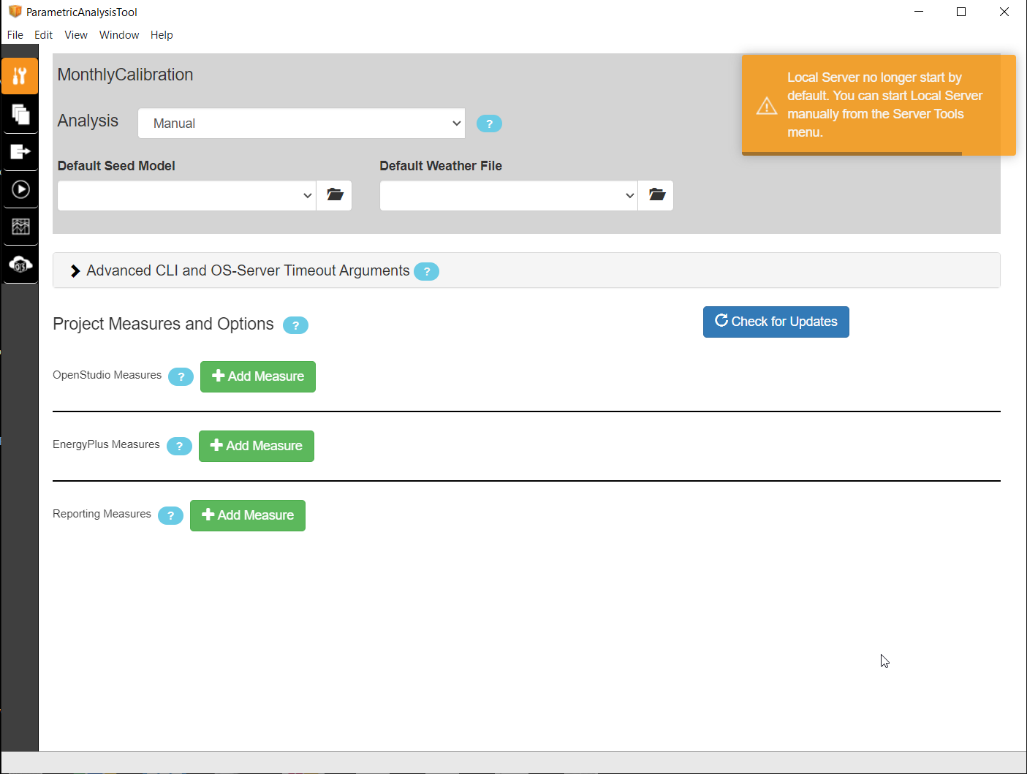 ParametricAnalysisTool
File Edit View Window Help
MonthlyCalibration
Local Server no longer start by
default. You can start Local Server
manually from the Server Tools
menu.
Analysis Manual ?
Default Seed Model Default Weather File
Advanced CLI and OS-Server Timeout Arguments ?
Project Measures and Options ? Check for Updates
OpenStudio Measures ? Add Measure
EnergyPlus Measures ? Add Measure
Reporting Measures ? Add Measure